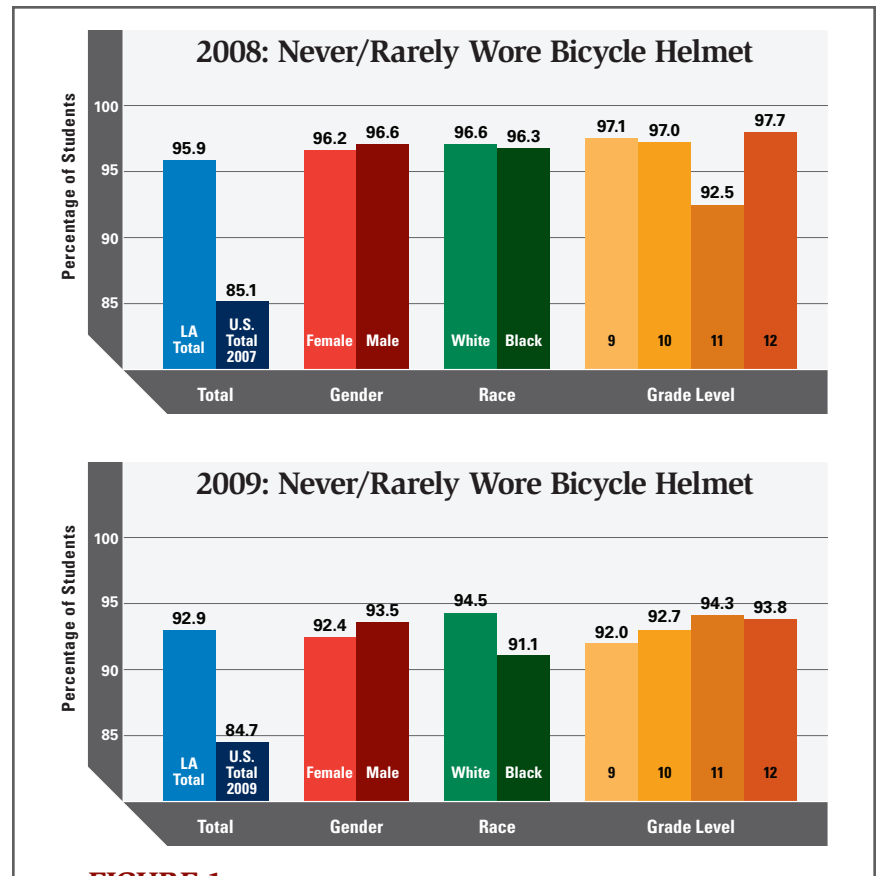 2008: Never/Rarely Wore Bicycle Helmet
Percentage of Students
100
95
90
85
95.9
85.1
96.2
96.6
96.6
96.3
97.1
97.0
92.5
97.7
LA
Total
U.S.
Total
2007
Female
Male
White
Black
9
10
11
12
Total
Gender
Race
Grade Level
2009: Never/Rarely Wore Bicycle Helmet
Percentage of Students
100
95
90
85
92.9
84.7
92.4
93.5
94.5
91.1
92.0
92.7
94.3
93.8
LA
Total
U.S.
Total
2009
Female
Male
White
Black
9
10
11
12
Total
Gender
Race
Grade Level
FIGURE 1